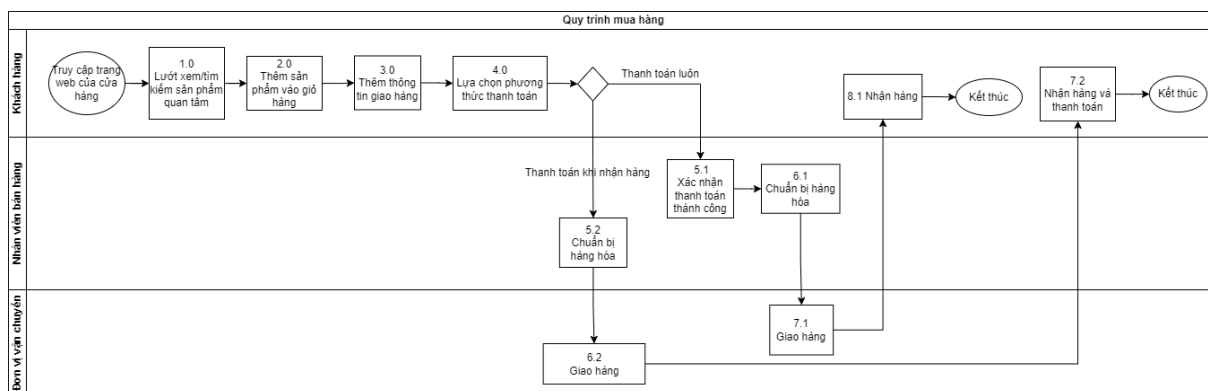 Quy trình mua hàng
Khách hàng
Truy cập trang
web của cửa
hàng
1.0
Lướt xem/tìm
kiếm sản phẩm
quan tâm
2.0
Thêm sản
phẩm vào giỏ
hàng
3.0
Thêm thông
tin giao hàng
4.0
Lựa chọn phương
thức thanh toán
Thanh toán luôn
8.1 Nhận hàng
Kết thúc
7.2
Nhận hàng và
thanh toán
Kết thúc
Nhân viên bán hàng
Thanh toán khi nhận hàng
5.1
Xác nhận
thanh toán
thành công
6.1
Chuẩn bị hàng
hóa
5.2
Chuẩn bị
hàng hóa
Đơn vị vận chuyển
7.1
Giao hàng
6.2
Giao hàng